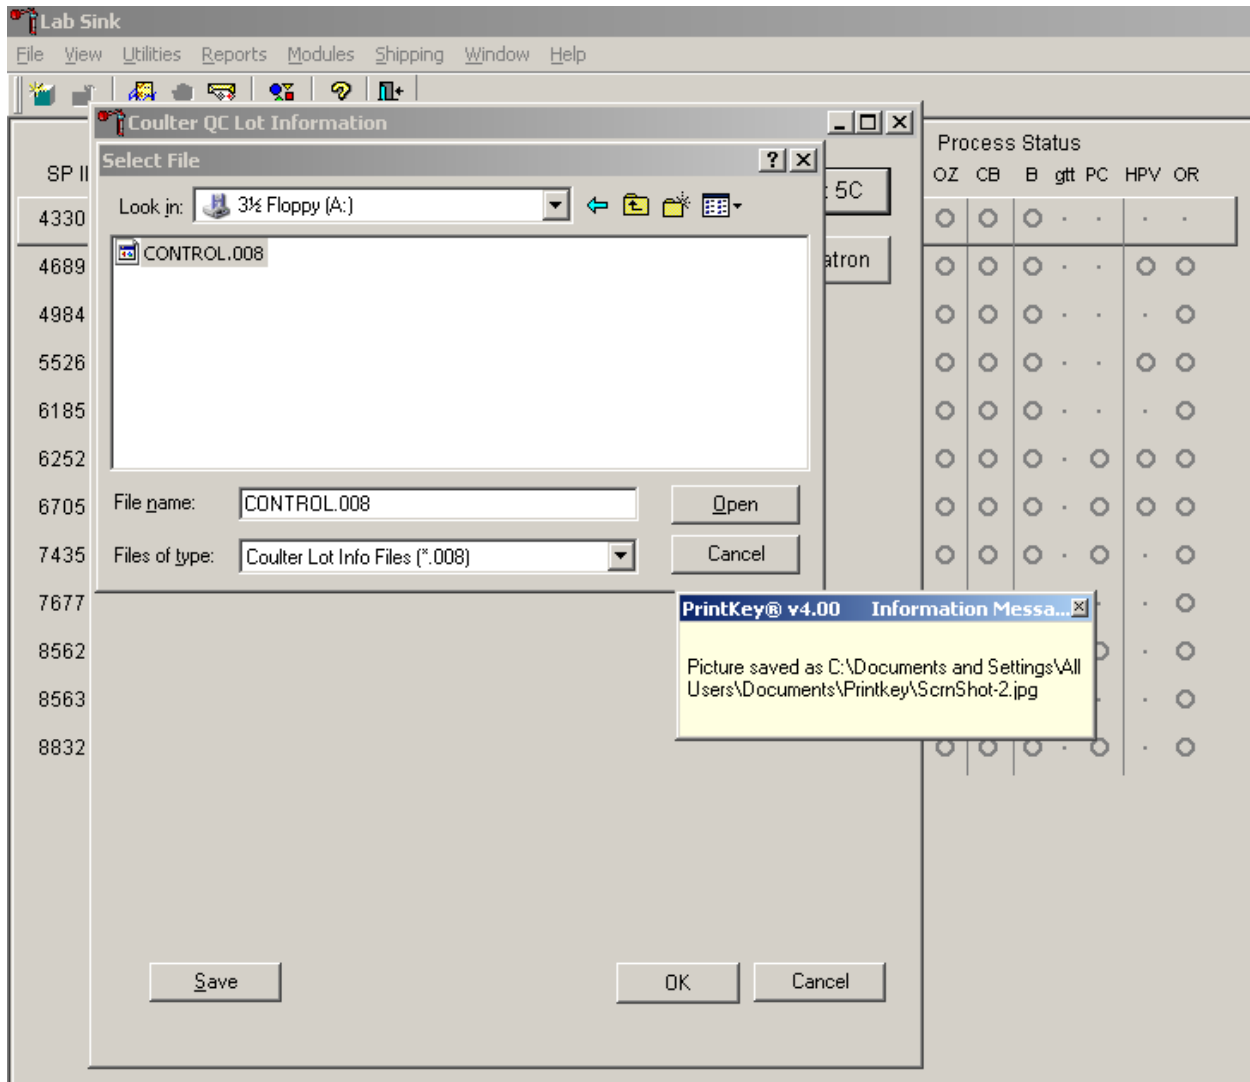 Lab Sink
File View Utilities Reports Modules Shipping Window Help
Coulter QC Lot Information
Select File
Look in: 3½ Floppy (A:)
CONTROL.008
File name: CONTROL.008 Open
Files of type: Coulter Lot Info Files (*.008) Cancel
5C
atron
Process Status
SP OZ CB B gtt PC HPV OR
4330
4689
4984
5526
6185
6252
6705
7435
7677
8562
8563
8832
PrintKey® v4.00 Information Messa...
Picture saved as C:\Documents and Settings\All
Users\Documents\Printkey\ScrnShot-2.jpg
Save OK Cancel